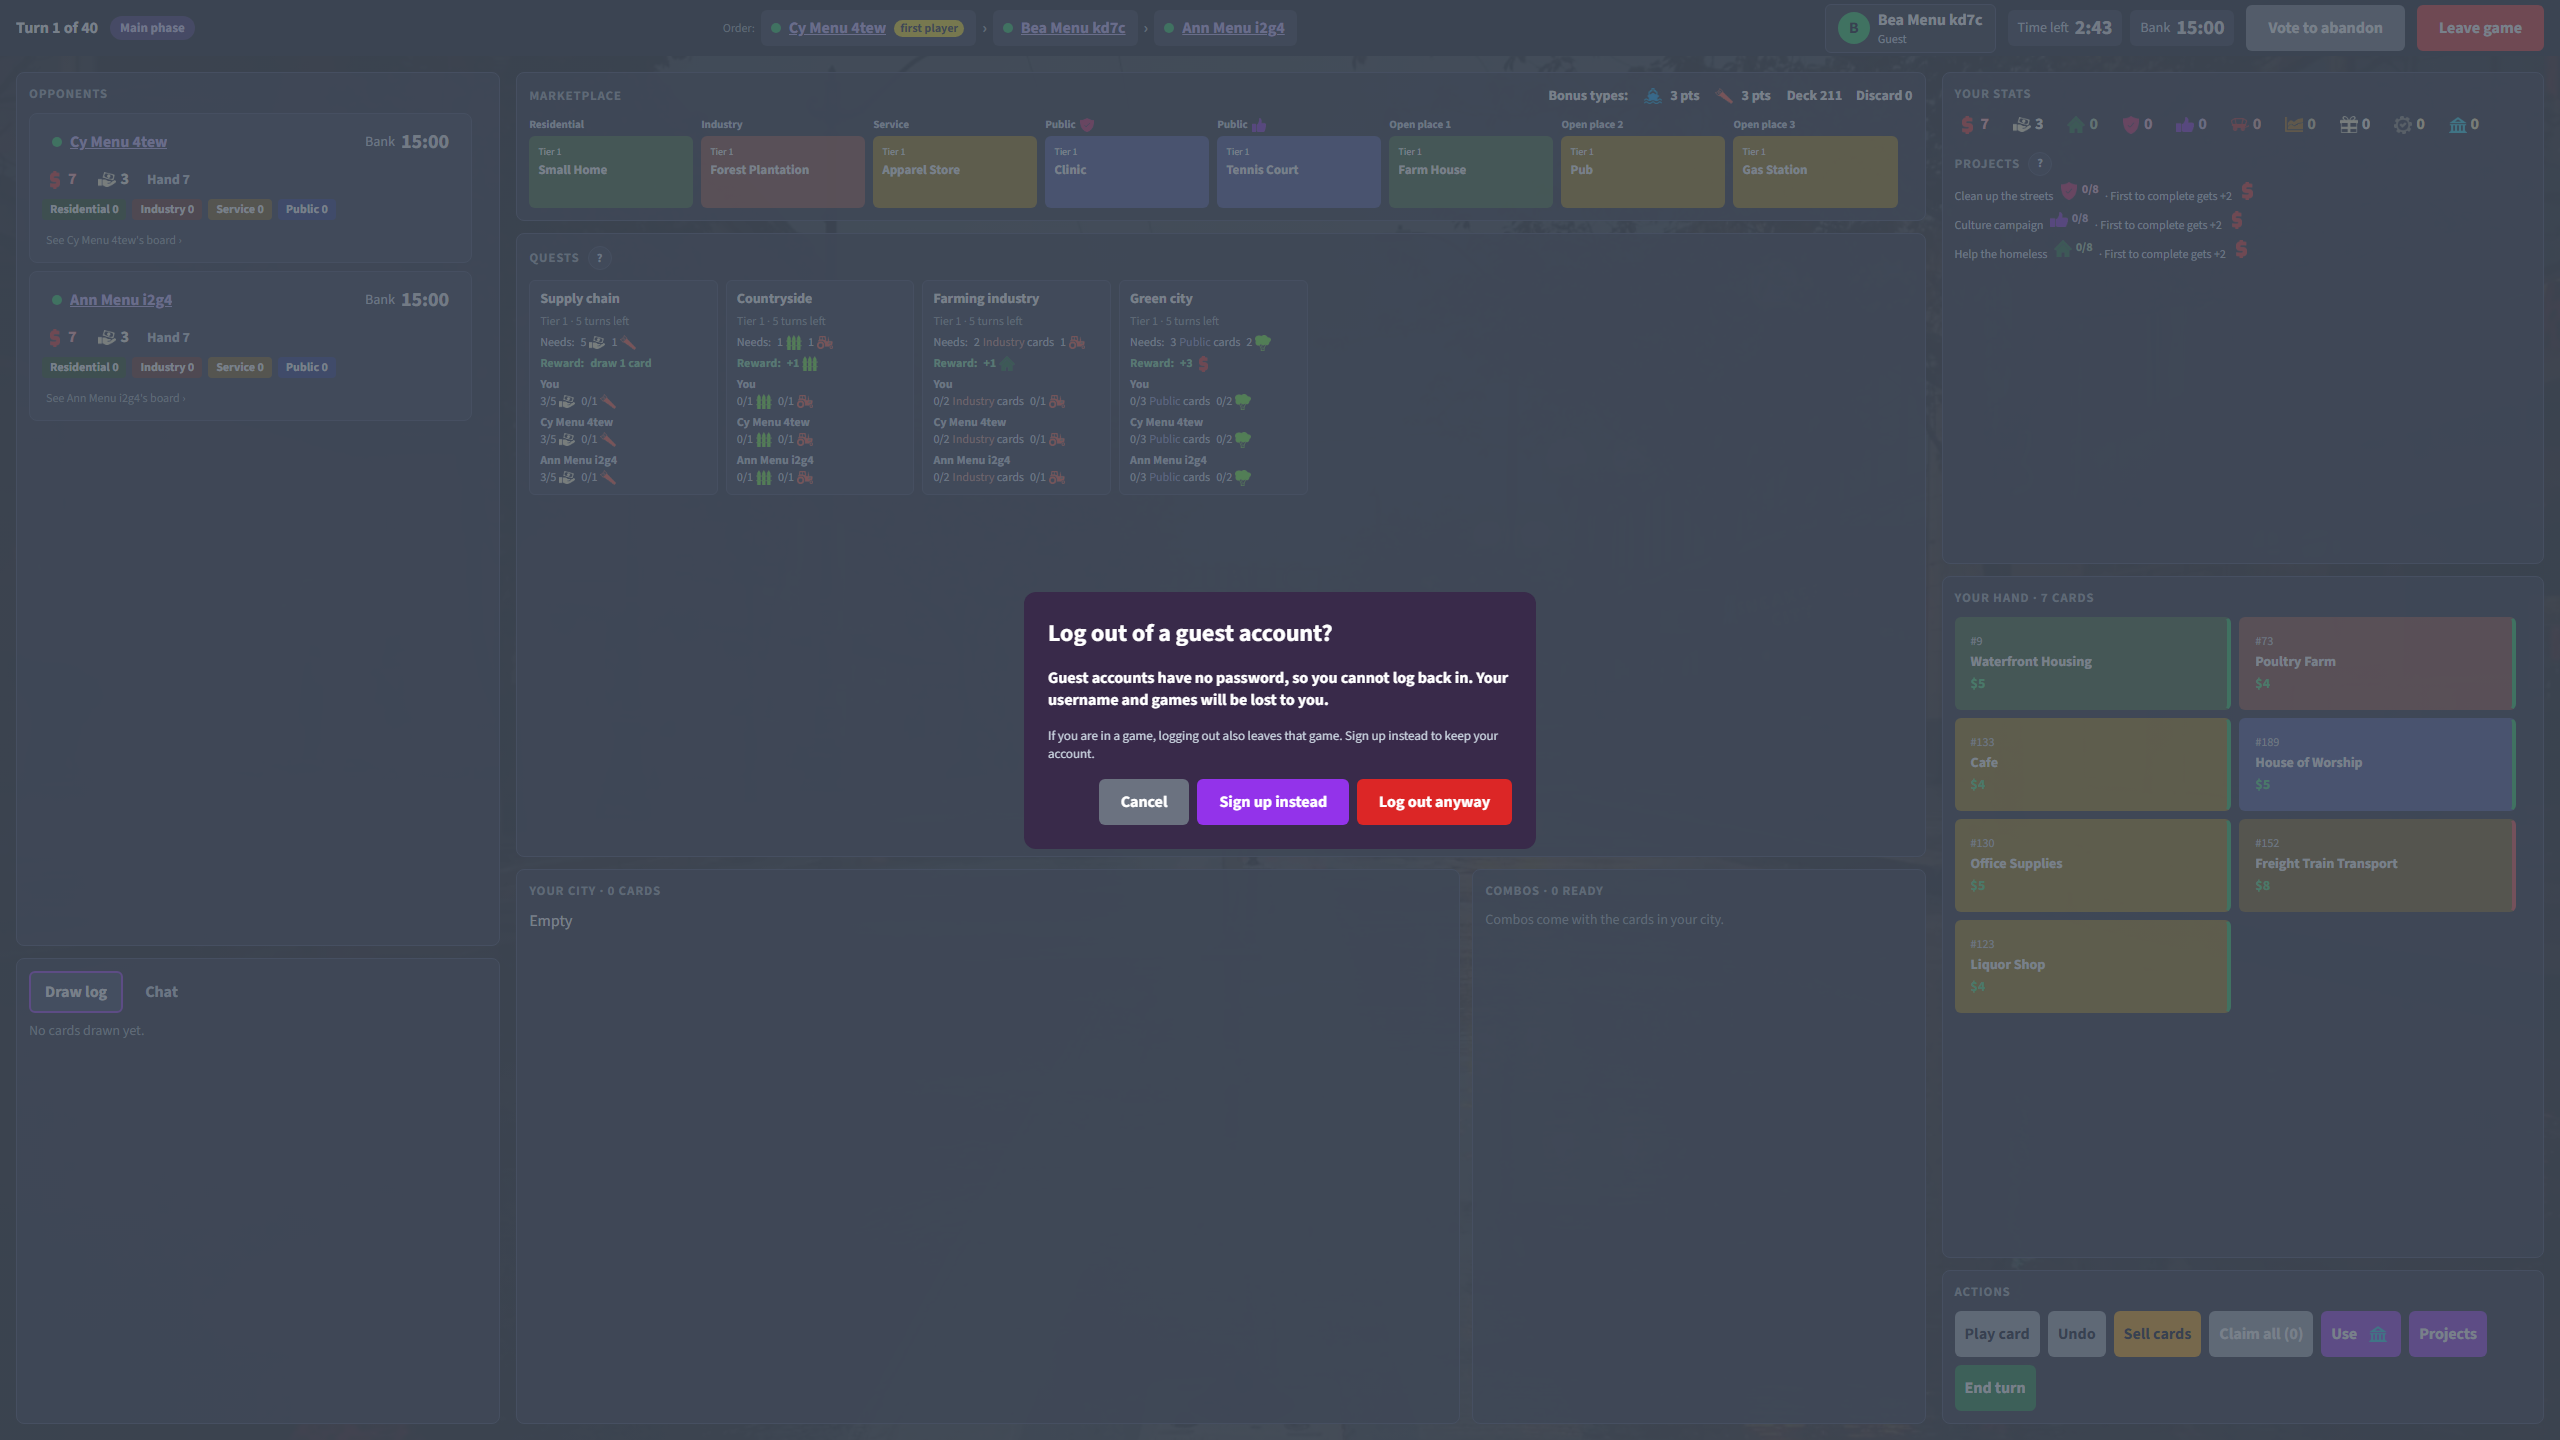 Turn 1 of 40 Main phase
Order: Cy Menu 4tew first player › Bea Menu kd7c › Ann Menu i2g4
B Bea Menu kd7c
Guest
Time left 2:43 Bank 15:00 Vote to abandon Leave game
OPPONENTS
Cy Menu 4tew Bank 15:00
$ 7 3 Hand 7
Residential 0 Industry 0 Service 0 Public 0
See Cy Menu 4tew's board ›
Ann Menu i2g4 Bank 15:00
$ 7 3 Hand 7
Residential 0 Industry 0 Service 0 Public 0
See Ann Menu i2g4's board ›
Draw log Chat
No cards drawn yet.
MARKETPLACE
Bonus types: 3 pts 3 pts Deck 211 Discard 0
Residential Industry Service Public Public Open place 1 Open place 2 Open place 3
Tier 1 Tier 1 Tier 1 Tier 1 Tier 1 Tier 1 Tier 1 Tier 1
Small Home Forest Plantation Apparel Store Clinic Tennis Court Farm House Pub Gas Station
QUESTS ?
Supply chain
Tier 1 · 5 turns left
Needs: 5 1
Reward: draw 1 card
You
3/5 0/1
Cy Menu 4tew
3/5 0/1
Ann Menu i2g4
3/5 0/1
Countryside
Tier 1 · 5 turns left
Needs: 1 1
Reward: +1
You
0/1 0/1
Cy Menu 4tew
0/1 0/1
Ann Menu i2g4
0/1 0/1
Farming industry
Tier 1 · 5 turns left
Needs: 2 Industry cards 1
Reward: +1
You
0/2 Industry cards 0/1
Cy Menu 4tew
0/2 Industry cards 0/1
Ann Menu i2g4
0/2 Industry cards 0/1
Green city
Tier 1 · 5 turns left
Needs: 3 Public cards 2
Reward: +3 $
You
0/3 Public cards 0/2
Cy Menu 4tew
0/3 Public cards 0/2
Ann Menu i2g4
0/3 Public cards 0/2
Log out of a guest account?
Guest accounts have no password, so you cannot log back in. Your
username and games will be lost to you.
If you are in a game, logging out also leaves that game. Sign up instead to keep your
account.
Cancel Sign up instead Log out anyway
YOUR CITY · 0 CARDS
Empty
COMBOS · 0 READY
Combos come with the cards in your city.
YOUR STATS
$ 7 3 0 0 0 0 0 0 0 0
PROJECTS ?
Clean up the streets 0/8 · First to complete gets +2 $
Culture campaign 0/8 · First to complete gets +2 $
Help the homeless 0/8 · First to complete gets +2 $
YOUR HAND · 7 CARDS
#9
Waterfront Housing
$5
#73
Poultry Farm
$4
#133
Cafe
$4
#189
House of Worship
$5
#130
Office Supplies
$5
#152
Freight Train Transport
$8
#123
Liquor Shop
$4
ACTIONS
Play card Undo Sell cards Claim all (0) Use Projects
End turn